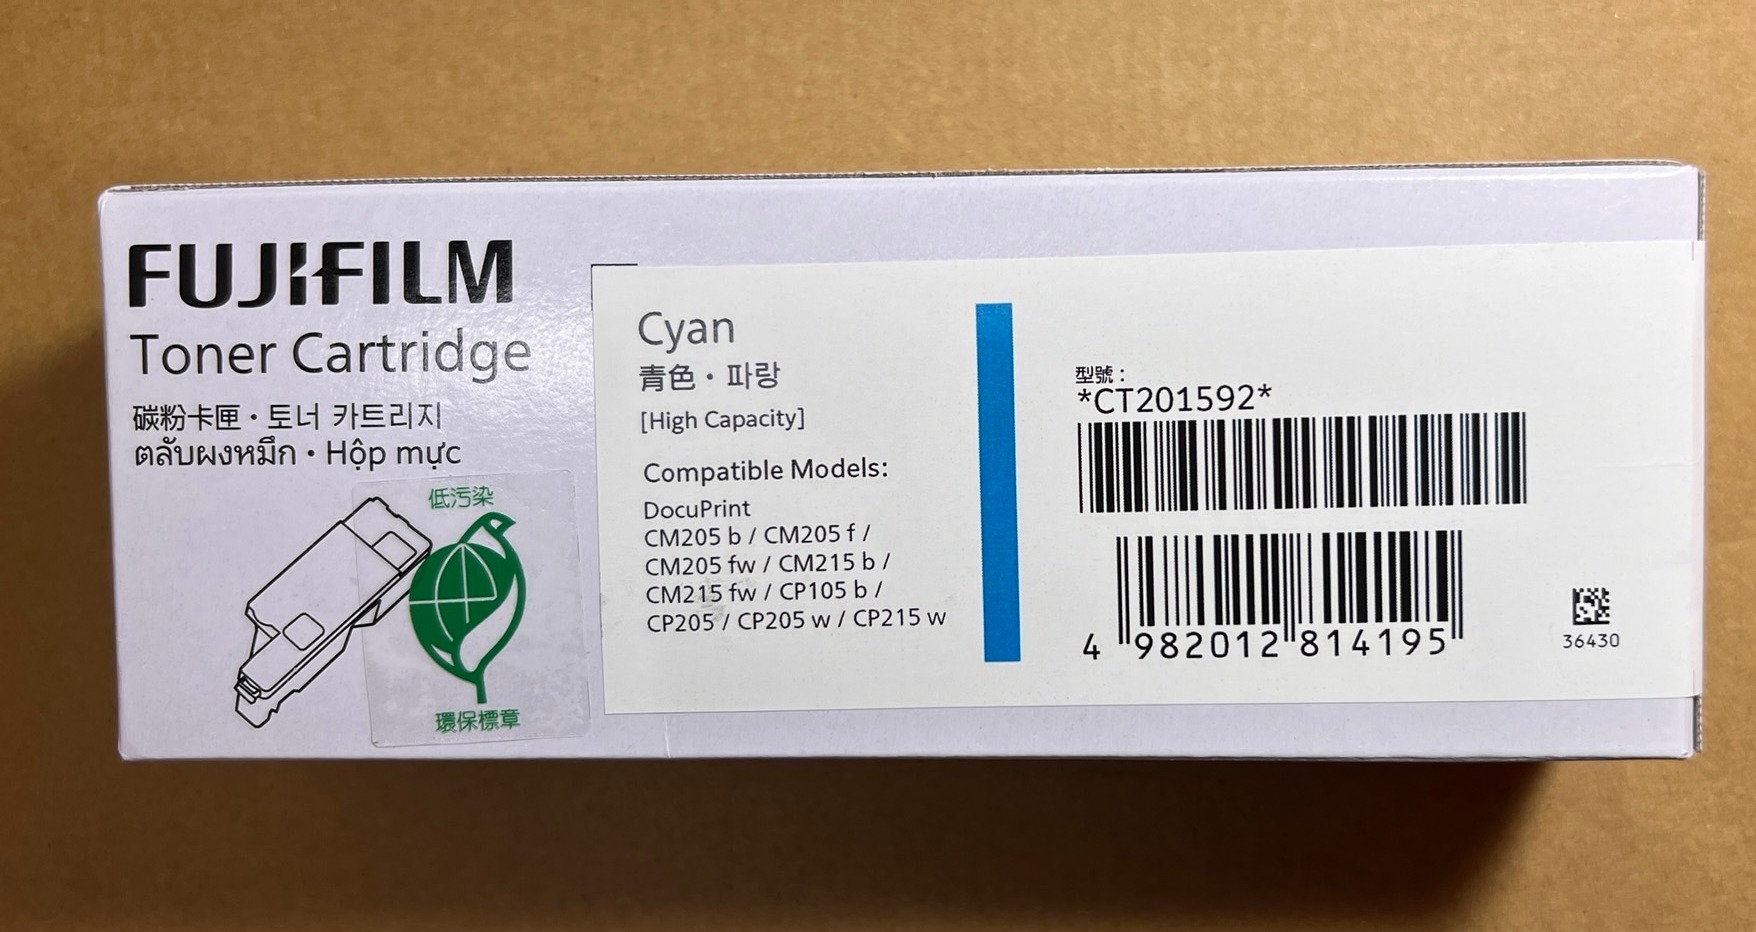 FUJIFILM
Toner Cartridge
碳粉卡匣・토너 카트리지
ตลับผงหมึก • Hộp mực
低污染
環保標章
Cyan
青色・파랑
[High Capacity]
Compatible Models:
DocuPrint
CM205 b / CM205 f /
CM205 fw / CM215 b /
CM215 fw / CP105 b /
CP205 / CP205 w / CP215 w
型號：
*CT201592*
4 982012 814195
36430